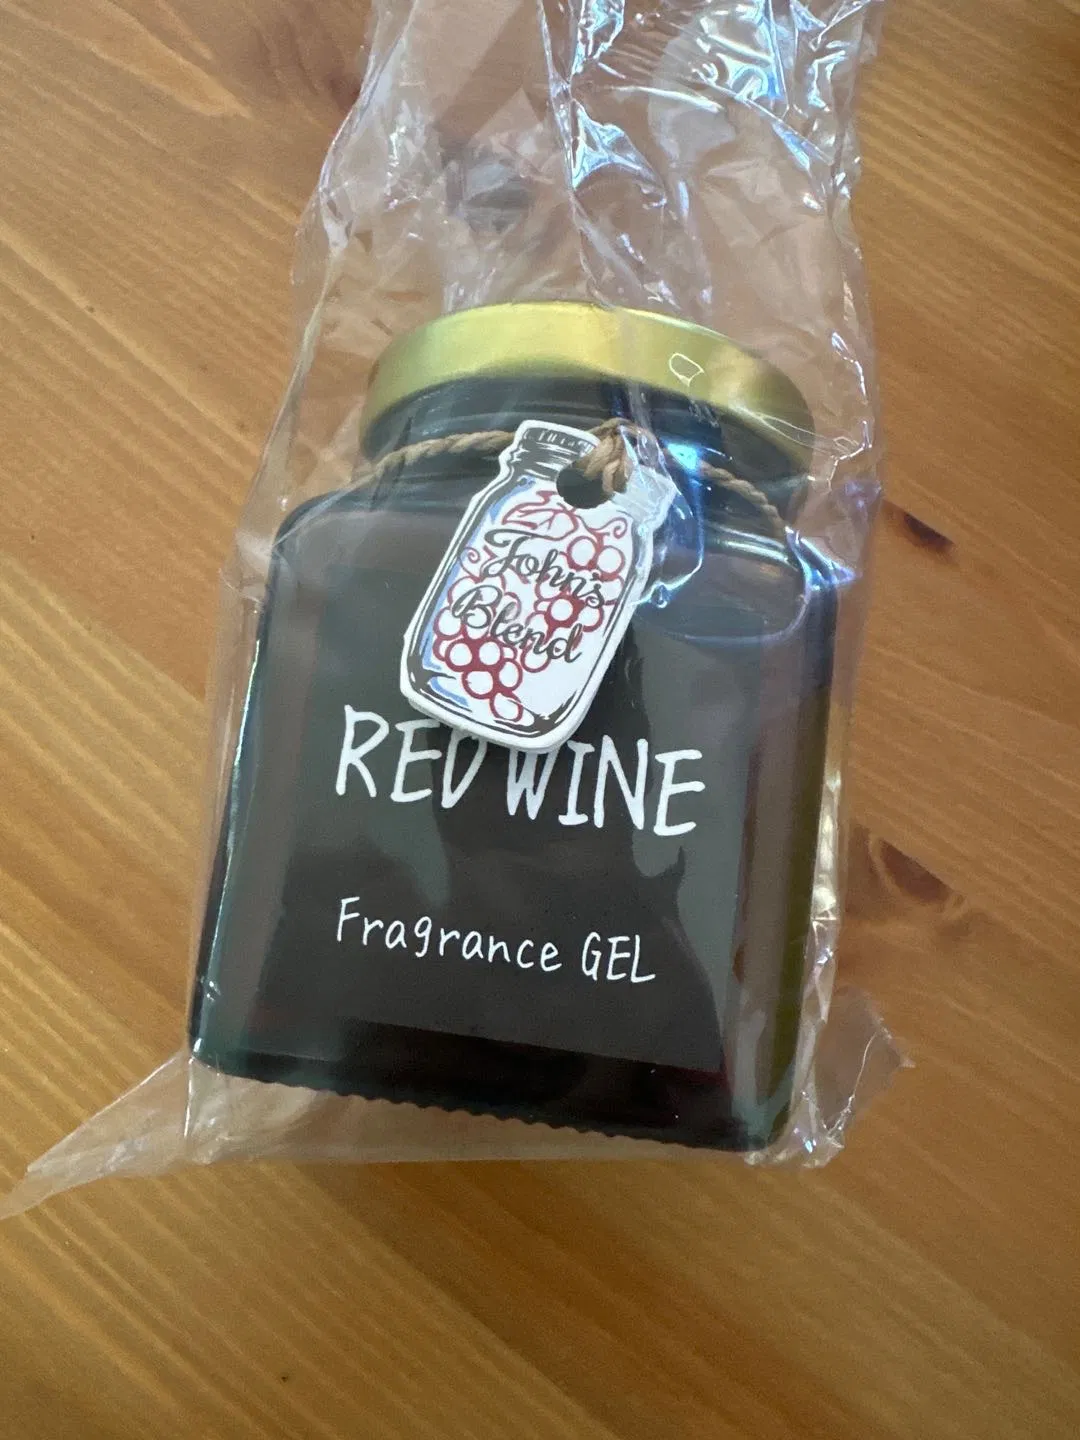 John's
Blend
RED WINE
Fragrance GEL